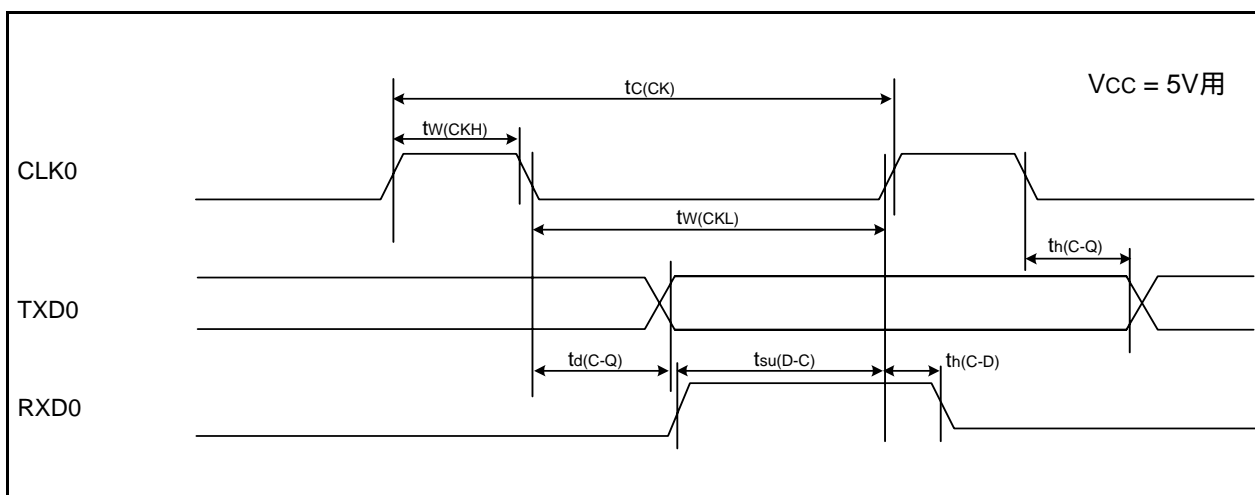 VCC = 5V用
tC(CK)
tW(CKH)
CLK0
tW(CKL)
th(C-Q)
TXD0
td(C-Q)
tsu(D-C)
th(C-D)
RXD0